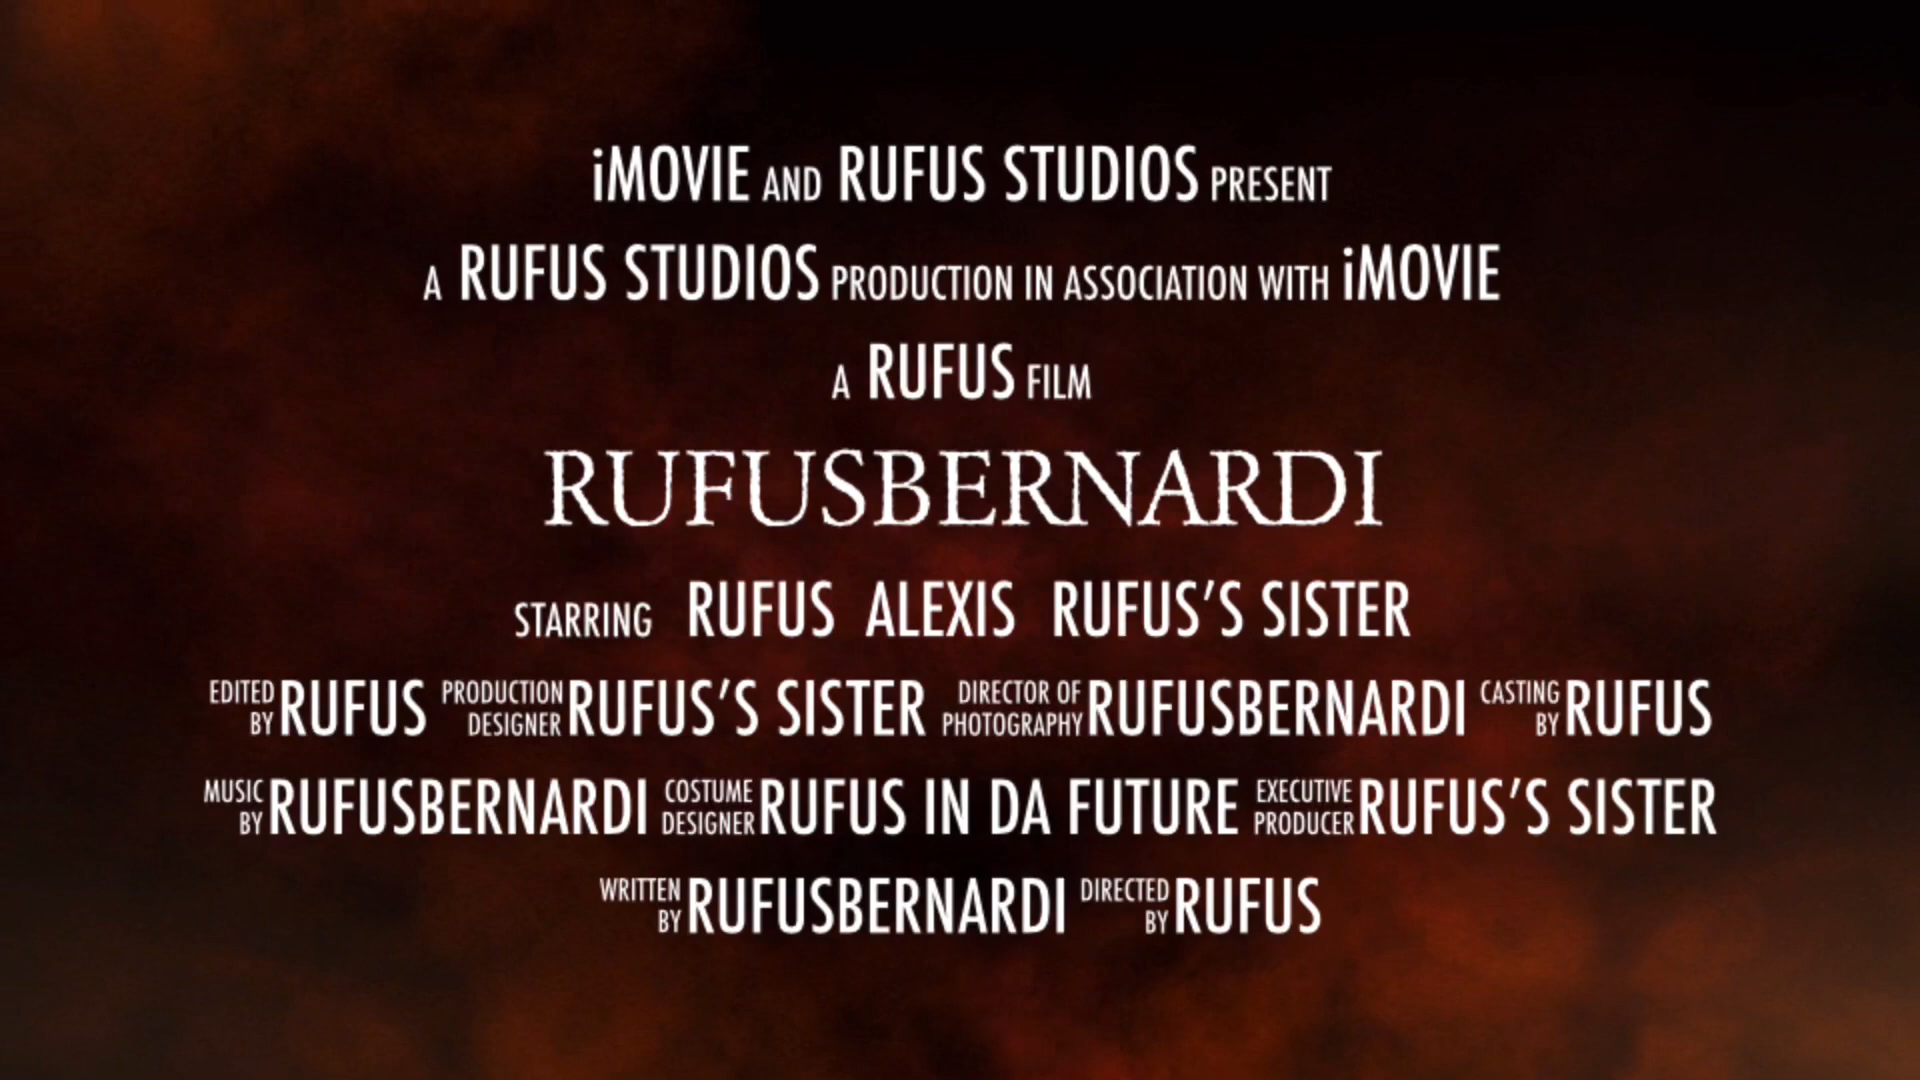 iMOVIE AND RUFUS STUDIOS PRESENT
A RUFUS STUDIOS PRODUCTION IN ASSOCIATION WITH iMOVIE
A RUFUS FILM
RUFUSBERNARDI
STARRING RUFUS ALEXIS RUFUS'S SISTER
EDITED BY RUFUS PRODUCTION DESIGNER RUFUS'S SISTER DIRECTOR OF PHOTOGRAPHY RUFUSBERNARDI CASTING BY RUFUS
MUSIC BY RUFUSBERNARDI COSTUME DESIGNER RUFUS IN DA FUTURE EXECUTIVE PRODUCER RUFUS'S SISTER
WRITTEN BY RUFUSBERNARDI DIRECTED BY RUFUS